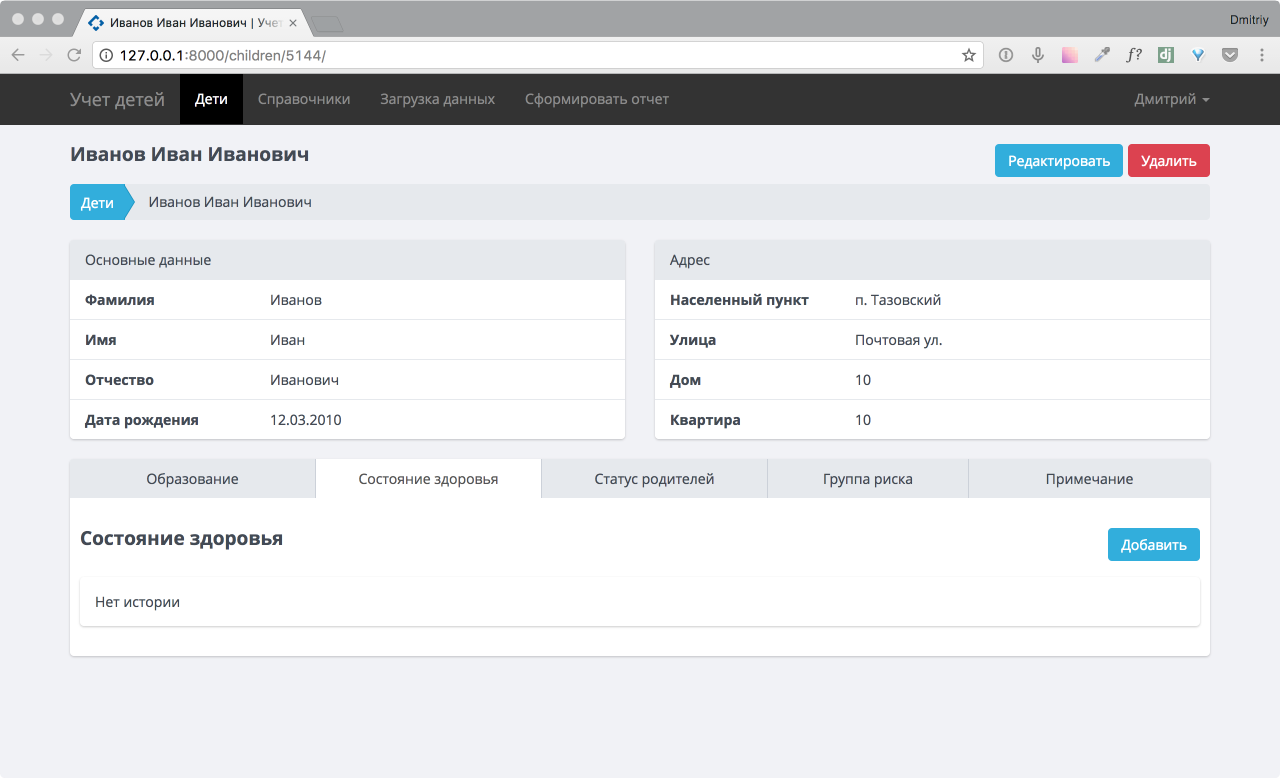 Иванов Иван Иванович | Учет
Dmitriy
127.0.0.1:8000/children/5144/
f?
dj
Учет детей Дети Справочники Загрузка данных Сформировать отчет Дмитрий
Иванов Иван Иванович
Редактировать Удалить
Дети Иванов Иван Иванович
Основные данные
Фамилия Иванов
Имя Иван
Отчество Иванович
Дата рождения 12.03.2010
Адрес
Населенный пункт п. Тазовский
Улица Почтовая ул.
Дом 10
Квартира 10
Образование Состояние здоровья Статус родителей Группа риска Примечание
Состояние здоровья
Добавить
Нет истории